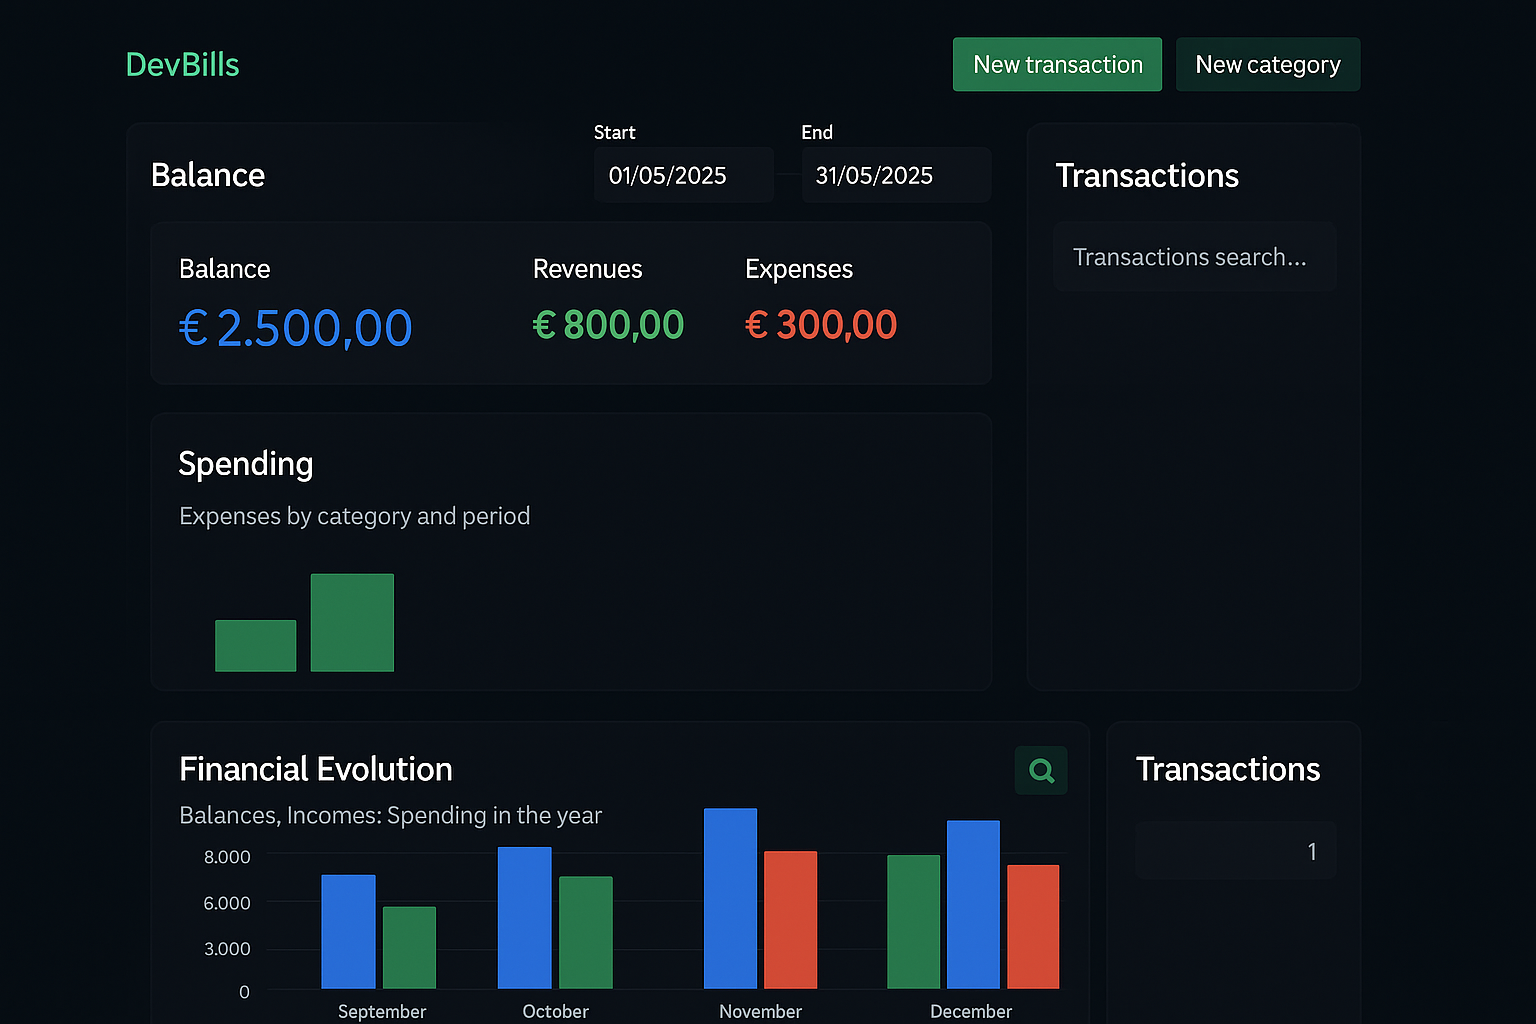 DevBills
New transaction
New category
Balance
Start
01/05/2025
End
31/05/2025
Balance
€ 2.500,00
Revenues
€ 800,00
Expenses
€ 300,00
Transactions
Transactions search...
Spending
Expenses by category and period
Financial Evolution
Balances, Incomes: Spending in the year
8.000
6.000
3.000
0
September
October
November
December
Transactions
1